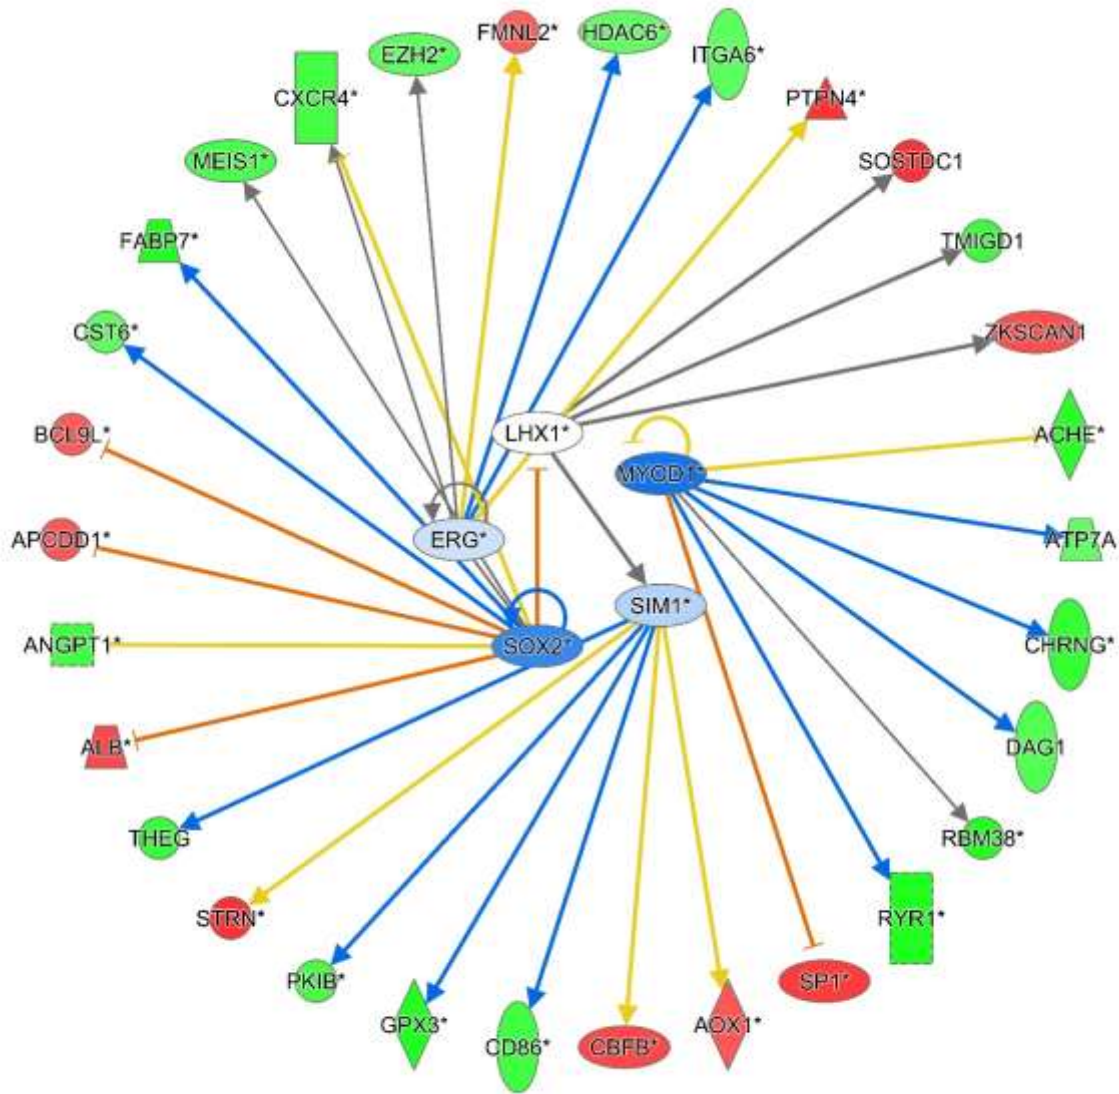 FMNL2*
HDAC6*
EZH2*
ITGA6*
CXCR4*
PTPN4*
MEIS1*
SOSTDC1
FABP7*
TMIGD1
CST6*
ZKSCAN1
BCL9L*
LHX1*
ACHE*
MYOD1*
APCDD1*
ERG*
ATP7A
SIM1*
ANGPT1*
SOX2*
CHRNG*
ALB*
DAG1
THEG
RBM38*
STRN*
RYR1*
PKIB*
SP1*
GPX3*
CD86*
CBFB*
AOX1*